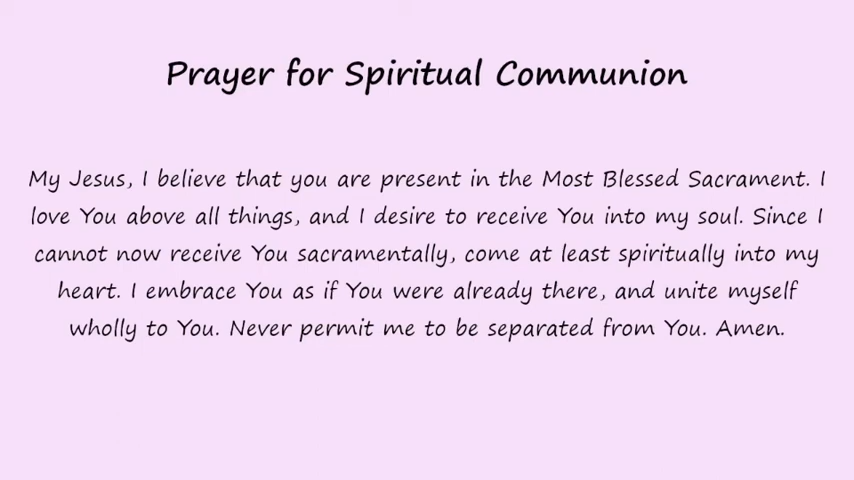 Prayer for Spiritual Communion
My Jesus, I believe that you are present in the Most Blessed Sacrament. I
love You above all things, and I desire to receive You into my soul. Since I
cannot now receive You sacramentally, come at least spiritually into my
heart. I embrace You as if You were already there, and unite myself
wholly to You. Never permit me to be separated from You. Amen.